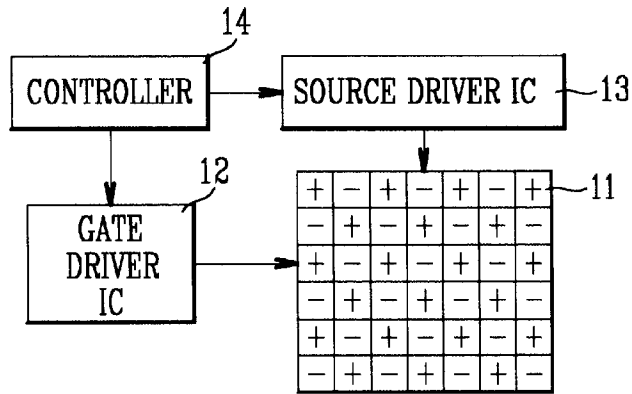 14
CONTROLLER
SOURCE DRIVER IC
13
12
GATE
DRIVER
IC
11
+ − + − + − +
− + − + − + −
+ − + − + − +
− + − + − + −
+ − + − + − +
− + − + − + −